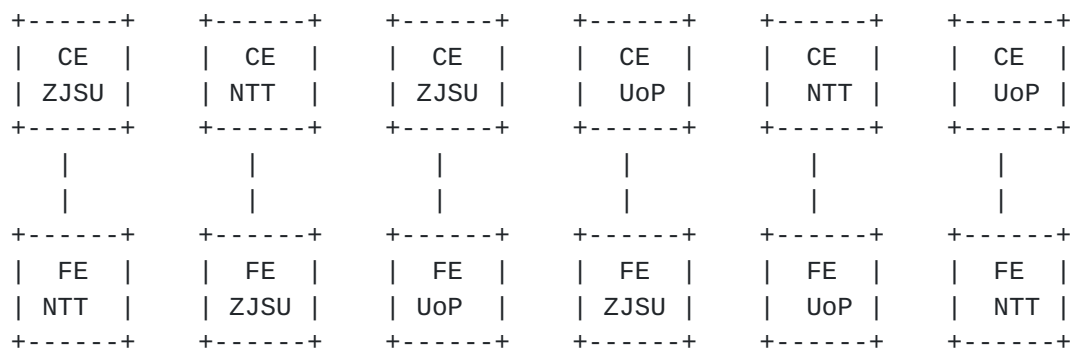 +------+    +------+    +------+    +------+    +------+    +------+
|  CE  |    |  CE  |    |  CE  |    |  CE  |    |  CE  |    |  CE  |
| ZJSU |    | NTT  |    | ZJSU |    |  UoP |    |  NTT |    |  UoP |
+------+    +------+    +------+    +------+    +------+    +------+
   |           |           |           |           |           |
   |           |           |           |           |           |
+------+    +------+    +------+    +------+    +------+    +------+
|  FE  |    |  FE  |    |  FE  |    |  FE  |    |  FE  |    |  FE  |
| NTT  |    | ZJSU |    | UoP  |    | ZJSU |    |  UoP |    |  NTT |
+------+    +------+    +------+    +------+    +------+    +------+